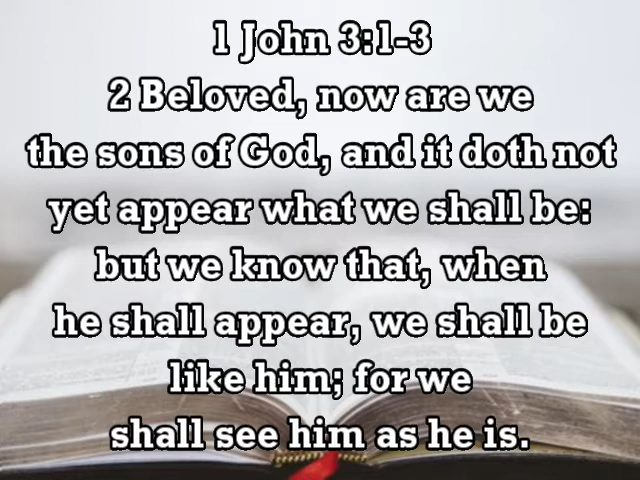 1 John 3:1-3
2 Beloved, now are we
the sons of God, and it doth not
yet appear what we shall be:
but we know that, when
he shall appear, we shall be
like him; for we
shall see him as he is.